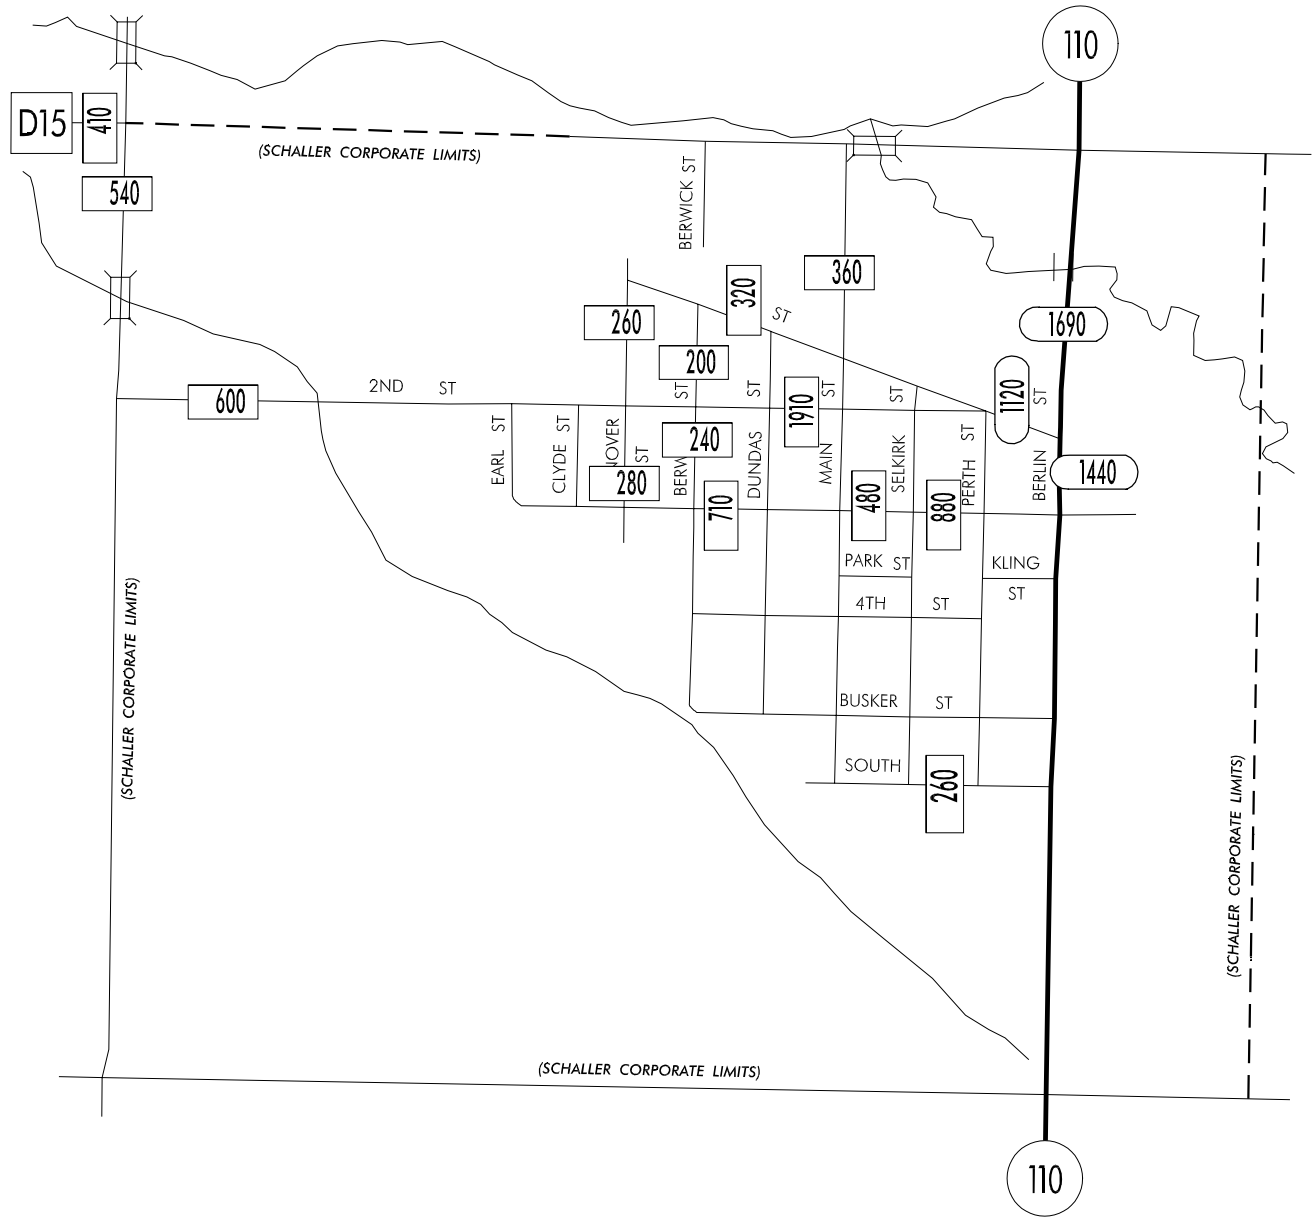 110
D15
410
(SCHALLER CORPORATE LIMITS)
540
BERWICK ST
360
320
ST
260
1690
200
2ND ST
600
ST
ST
1910
ST
ST
1120
ST
EARL ST
CLYDE ST
NOVER
ST
240
BERW
DUNDAS
MAIN
SELKIRK
PERTH ST
BERLIN
1440
280
710
480
880
PARK ST
KLING
ST
4TH ST
BUSKER ST
SOUTH
260
(SCHALLER CORPORATE LIMITS)
(SCHALLER CORPORATE LIMITS)
(SCHALLER CORPORATE LIMITS)
110